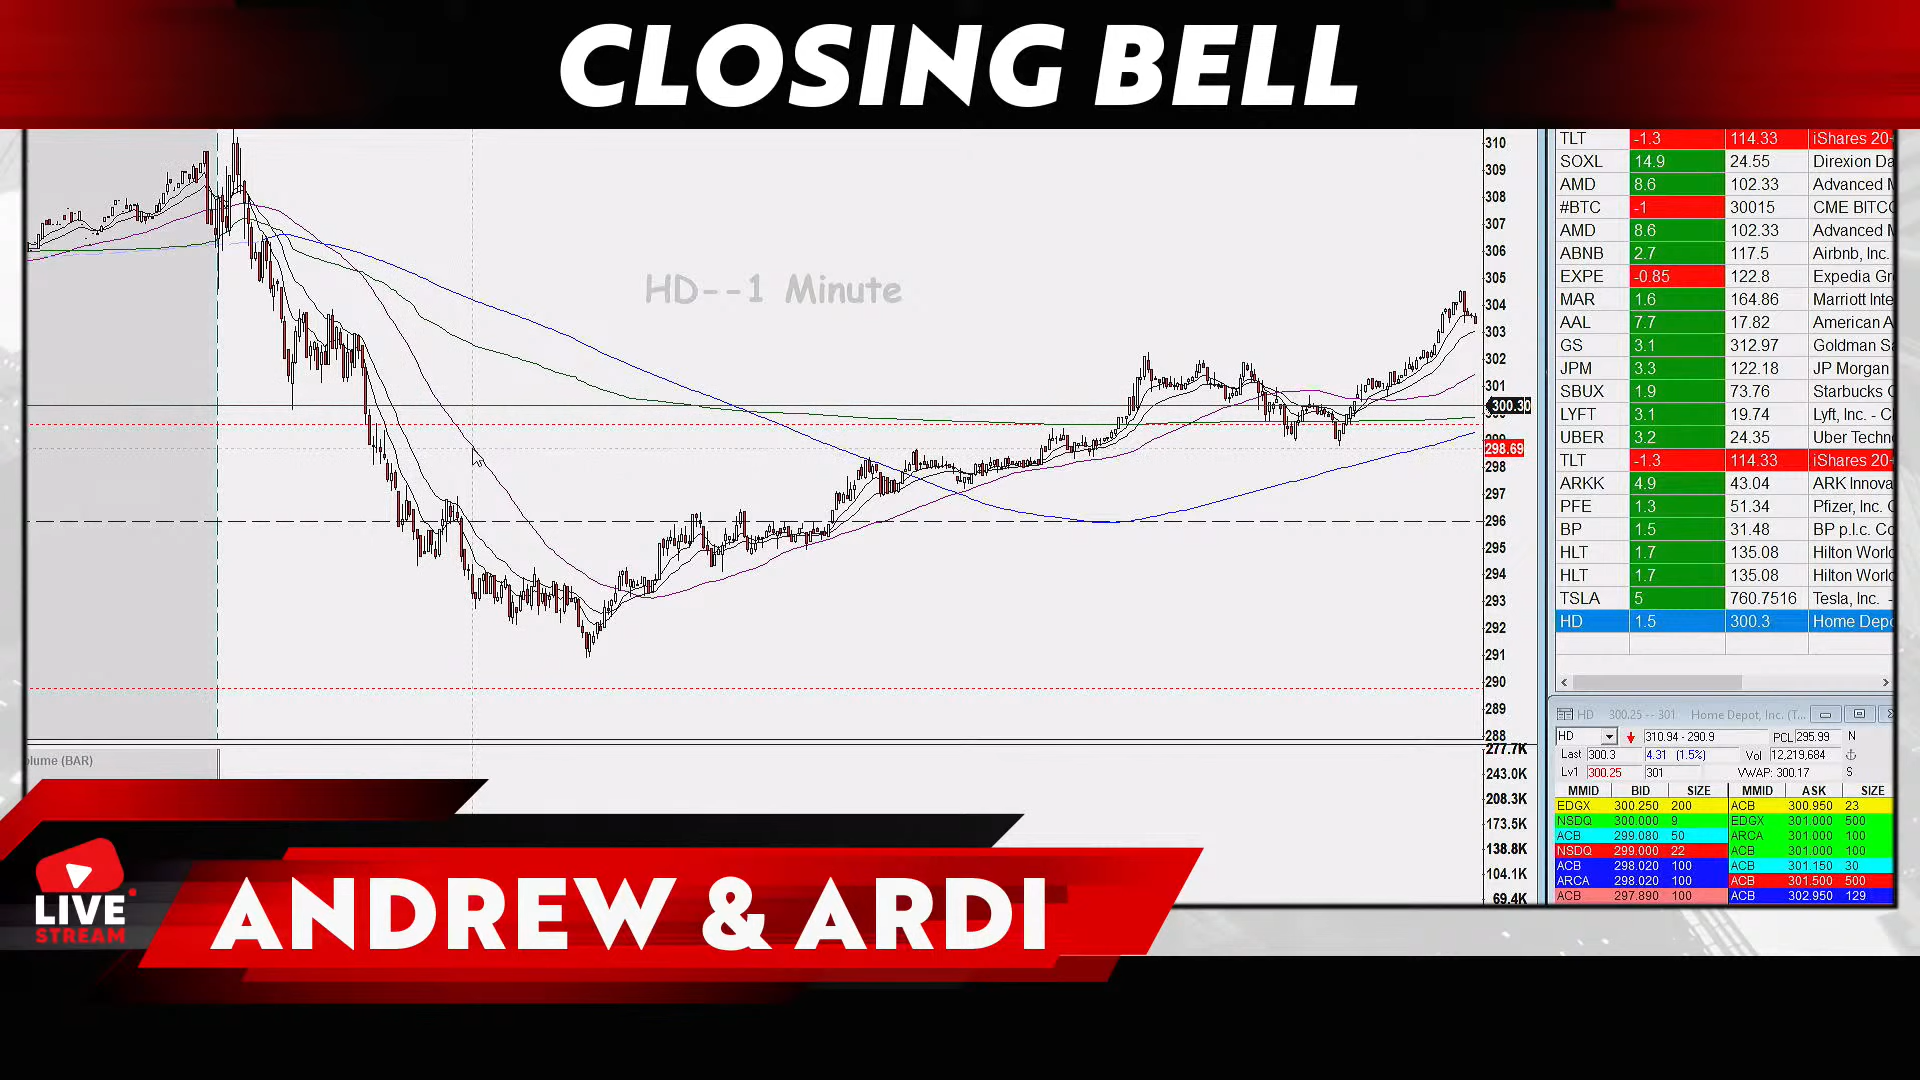 CLOSING BELL
HD--1 Minute
310
309
308
307
306
305
304
303
302
301
300.30
298.69
298
297
296
295
294
293
292
291
290
289
288
277.7K
243.0K
208.3K
173.5K
138.8K
104.1K
69.4K
olume (BAR)
TLT -1.3 114.33 iShares 20+
SOXL 14.9 24.55 Direxion Da
AMD 8.6 102.33 Advanced M
#BTC -1 30015 CME BITCO
AMD 8.6 102.33 Advanced M
ABNB 2.7 117.5 Airbnb, Inc.
EXPE -0.85 122.8 Expedia Gr
MAR 1.6 164.86 Marriott Inte
AAL 7.7 17.82 American A
GS 3.1 312.97 Goldman Sa
JPM 3.3 122.18 JP Morgan
SBUX 1.9 73.76 Starbucks C
LYFT 3.1 19.74 Lyft, Inc. - C
UBER 3.2 24.35 Uber Techn
TLT -1.3 114.33 iShares 20+
ARKK 4.9 43.04 ARK Innova
PFE 1.3 51.34 Pfizer, Inc. C
BP 1.5 31.48 BP p.l.c. Co
HLT 1.7 135.08 Hilton World
HLT 1.7 135.08 Hilton World
TSLA 5 760.7516 Tesla, Inc. -
HD 1.5 300.3 Home Depo
HD 300.25 -- 301 Home Depot, Inc. (T...
HD 310.94 - 290.9 PCL 295.99 N
Last 300.3 4.31 (1.5%) Vol 12,219,684
Lv1 300.25 301 VWAP: 300.17 S
MMID BID SIZE MMID ASK SIZE
EDGX 300.250 200 ACB 300.950 23
NSDQ 300.000 9 EDGX 301.000 500
ACB 299.080 50 ARCA 301.000 100
NSDQ 299.000 22 ACB 301.000 100
ACB 298.020 100 ACB 301.150 30
ARCA 298.020 100 ACB 301.500 500
ACB 297.890 100 ACB 302.950 129
LIVE
STREAM
ANDREW & ARDI